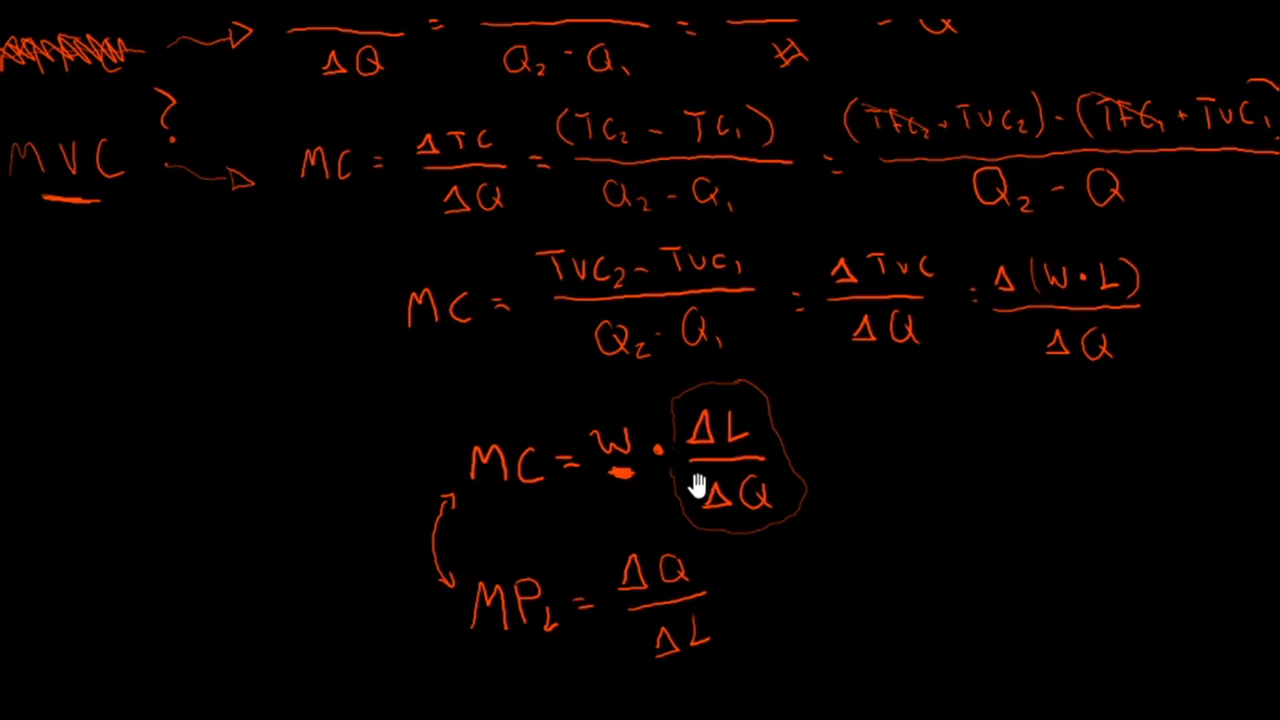 ΔQ = Q₂ - Q₁ = = Q
MVC ?
MC = ΔTC / ΔQ = (TC₂ - TC₁) / Q₂ - Q₁ = (TFC₂ + TVC₂) - (TFC₁ + TVC₁) / Q₂ - Q
MC = TVC₂ - TVC₁ / Q₂ - Q₁ = ΔTVC / ΔQ = Δ(W · L) / ΔQ
MC = W · ΔL / ΔQ
MP_L = ΔQ / ΔL